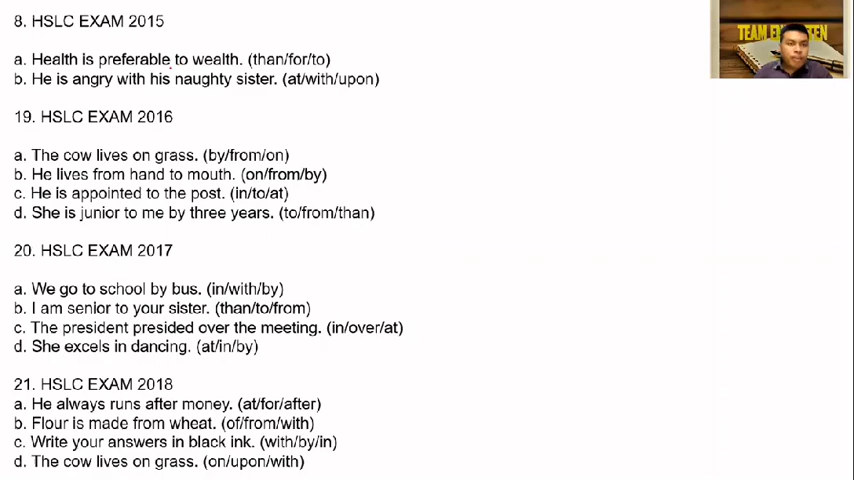 8. HSLC EXAM 2015
a. Health is preferable to wealth. (than/for/to)
b. He is angry with his naughty sister. (at/with/upon)
19. HSLC EXAM 2016
a. The cow lives on grass. (by/from/on)
b. He lives from hand to mouth. (on/from/by)
c. He is appointed to the post. (in/to/at)
d. She is junior to me by three years. (to/from/than)
20. HSLC EXAM 2017
a. We go to school by bus. (in/with/by)
b. I am senior to your sister. (than/to/from)
c. The president presided over the meeting. (in/over/at)
d. She excels in dancing. (at/in/by)
21. HSLC EXAM 2018
a. He always runs after money. (at/for/after)
b. Flour is made from wheat. (of/from/with)
c. Write your answers in black ink. (with/by/in)
d. The cow lives on grass. (on/upon/with)
TEAM